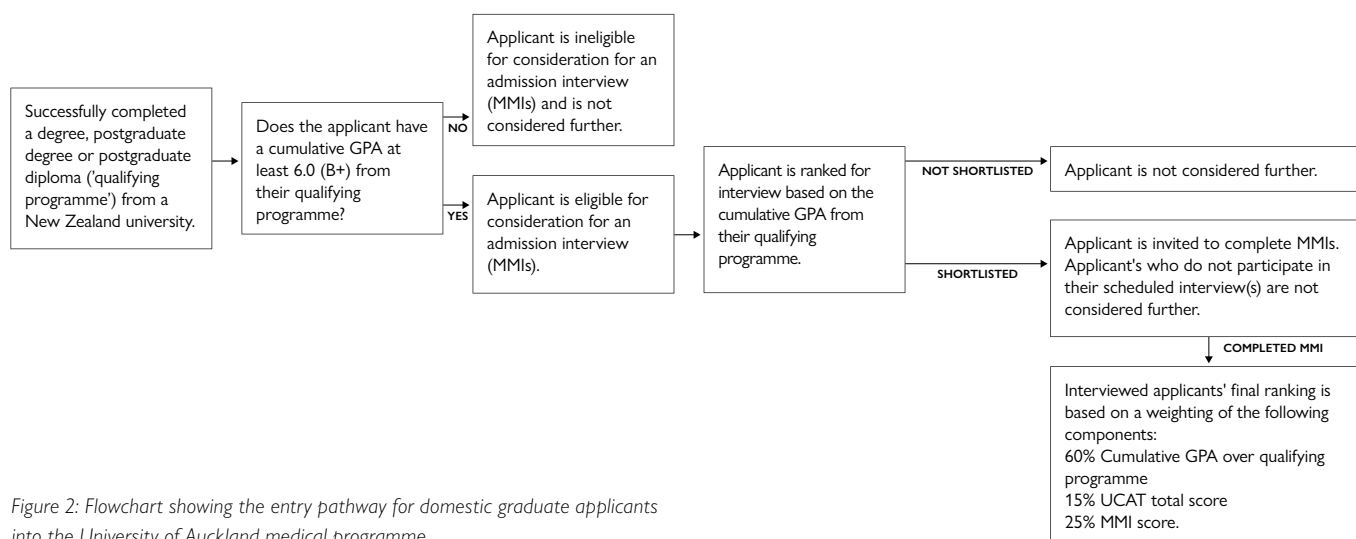 Successfully completed
a degree, postgraduate
degree or postgraduate
diploma ('qualifying
programme') from a
New Zealand university.
Does the applicant have
a cumulative GPA at
least 6.0 (B+) from
their qualifying
programme?
NO
Applicant is ineligible
for consideration for an
admission interview
(MMIs) and is not
considered further.
YES
Applicant is eligible for
consideration for an
admission interview
(MMIs).
Applicant is ranked for
interview based on the
cumulative GPA from
their qualifying
programme.
NOT SHORTLISTED
Applicant is not considered further.
SHORTLISTED
Applicant is invited to complete MMIs.
Applicant's who do not participate in
their scheduled interview(s) are not
considered further.
COMPLETED MMI
Interviewed applicants' final ranking is
based on a weighting of the following
components:
60% Cumulative GPA over qualifying
programme
15% UCAT total score
25% MMI score.
Figure 2: Flowchart showing the entry pathway for domestic graduate applicants
into the University of Auckland medical programme